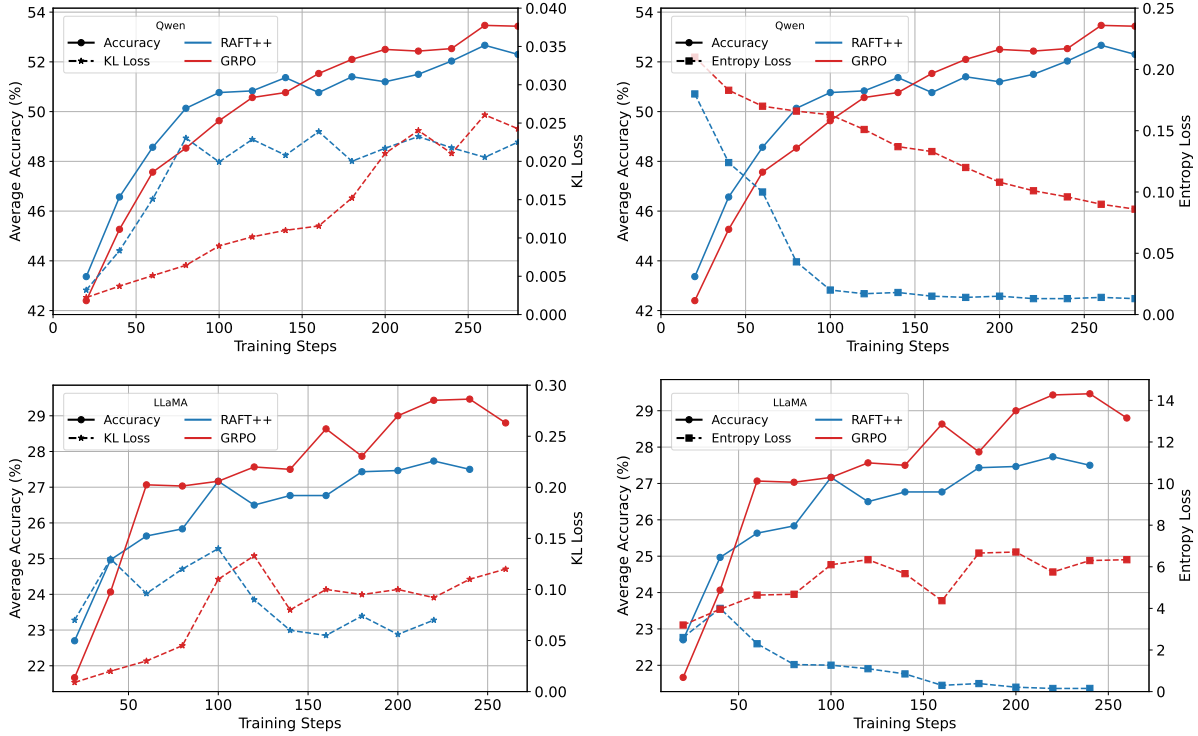 Qwen
Accuracy
KL Loss
RAFT++
GRPO
54
52
50
48
46
44
42
Average Accuracy (%)
0.040
0.035
0.030
0.025
0.020
0.015
0.010
0.005
0.000
KL Loss
0
50
100
150
200
250
Training Steps
Qwen
Accuracy
Entropy Loss
RAFT++
GRPO
54
52
50
48
46
44
42
Average Accuracy (%)
0.25
0.20
0.15
0.10
0.05
0.00
Entropy Loss
0
50
100
150
200
250
Training Steps
LLaMA
Accuracy
KL Loss
RAFT++
GRPO
29
28
27
26
25
24
23
22
Average Accuracy (%)
0.30
0.25
0.20
0.15
0.10
0.05
0.00
KL Loss
50
100
150
200
250
Training Steps
LLaMA
Accuracy
Entropy Loss
RAFT++
GRPO
29
28
27
26
25
24
23
22
Average Accuracy (%)
14
12
10
8
6
4
2
0
Entropy Loss
50
100
150
200
250
Training Steps